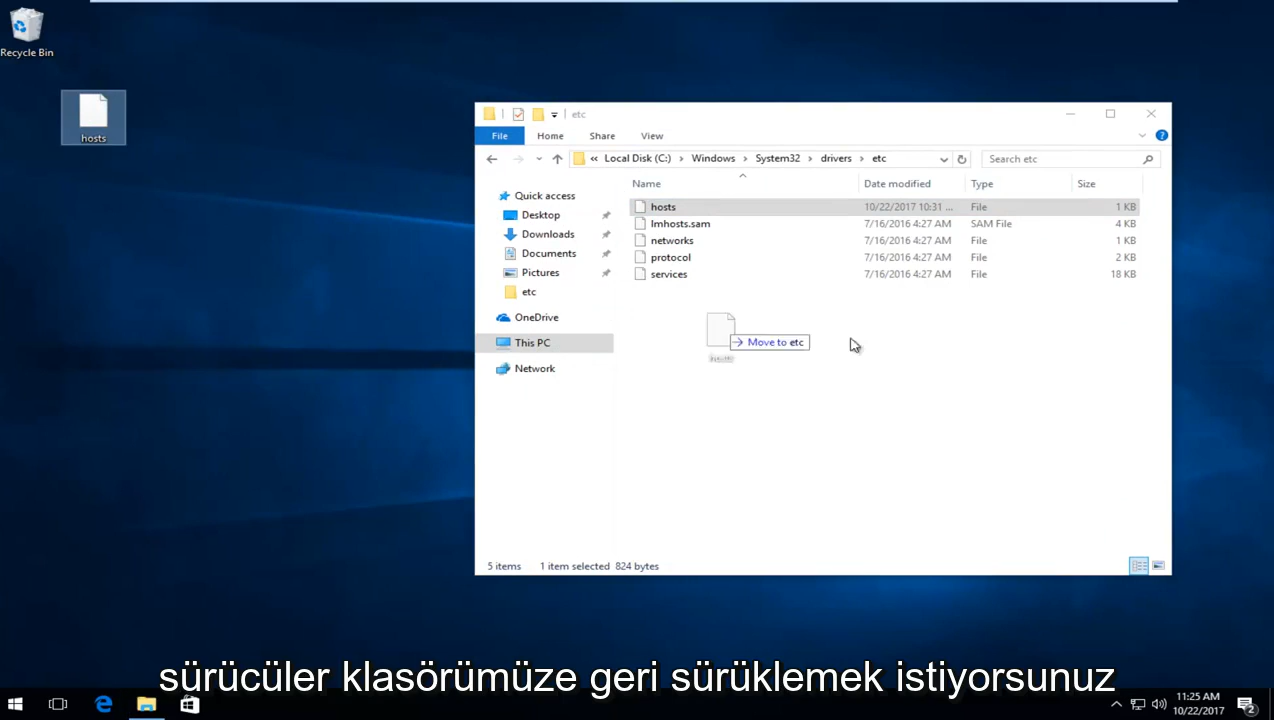 Recycle Bin
hosts
etc
File Home Share View
Local Disk (C:) Windows System32 drivers etc
Search etc
Name Date modified Type Size
Quick access
Desktop
Downloads
Documents
Pictures
etc
OneDrive
This PC
Network
hosts 10/22/2017 10:31 ... File 1 KB
lmhosts.sam 7/16/2016 4:27 AM SAM File 4 KB
networks 7/16/2016 4:27 AM File 1 KB
protocol 7/16/2016 4:27 AM File 2 KB
services 7/16/2016 4:27 AM File 18 KB
Move to etc
hosts
5 items 1 item selected 824 bytes
sürücüler klasörümüze geri sürüklemek istiyorsunuz
11:25 AM
10/22/2017
2